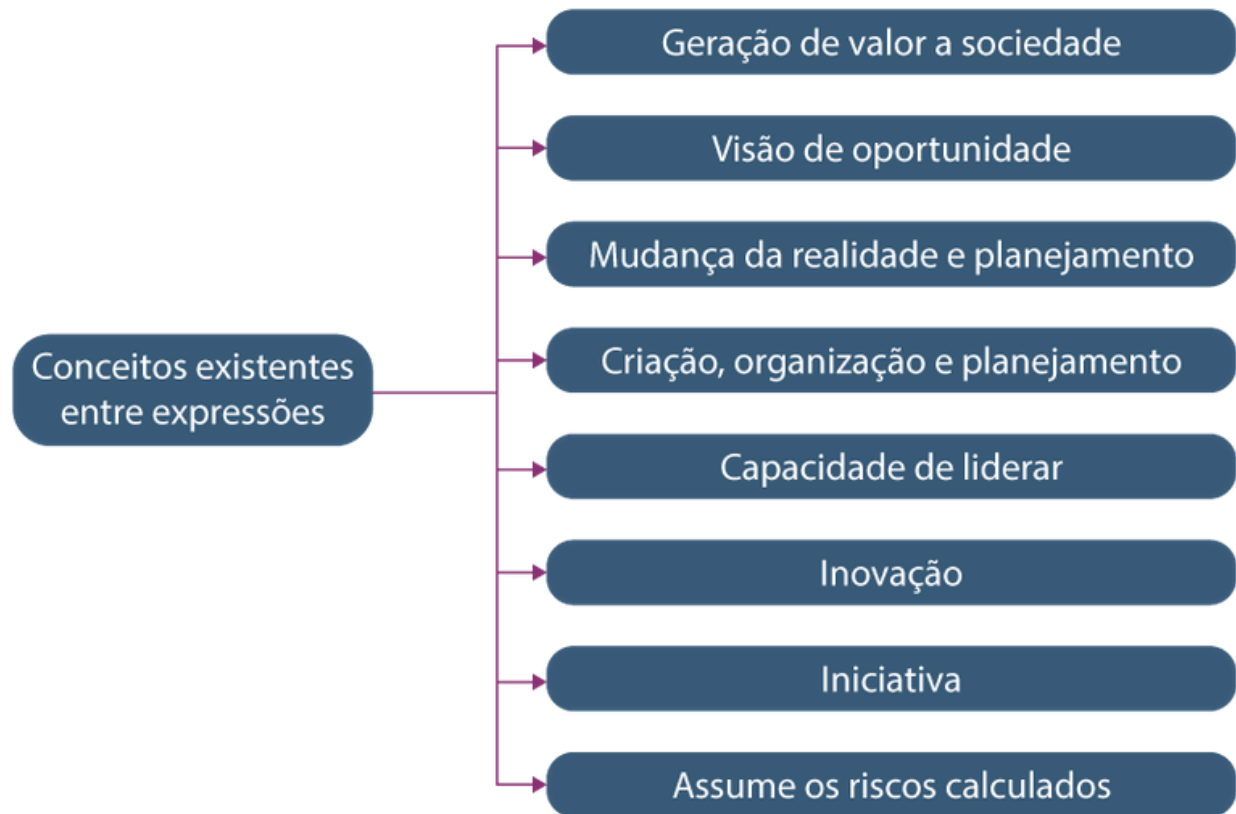 Conceitos existentes
entre expressões
Geração de valor a sociedade
Visão de oportunidade
Mudança da realidade e planejamento
Criação, organização e planejamento
Capacidade de liderar
Inovação
Iniciativa
Assume os riscos calculados